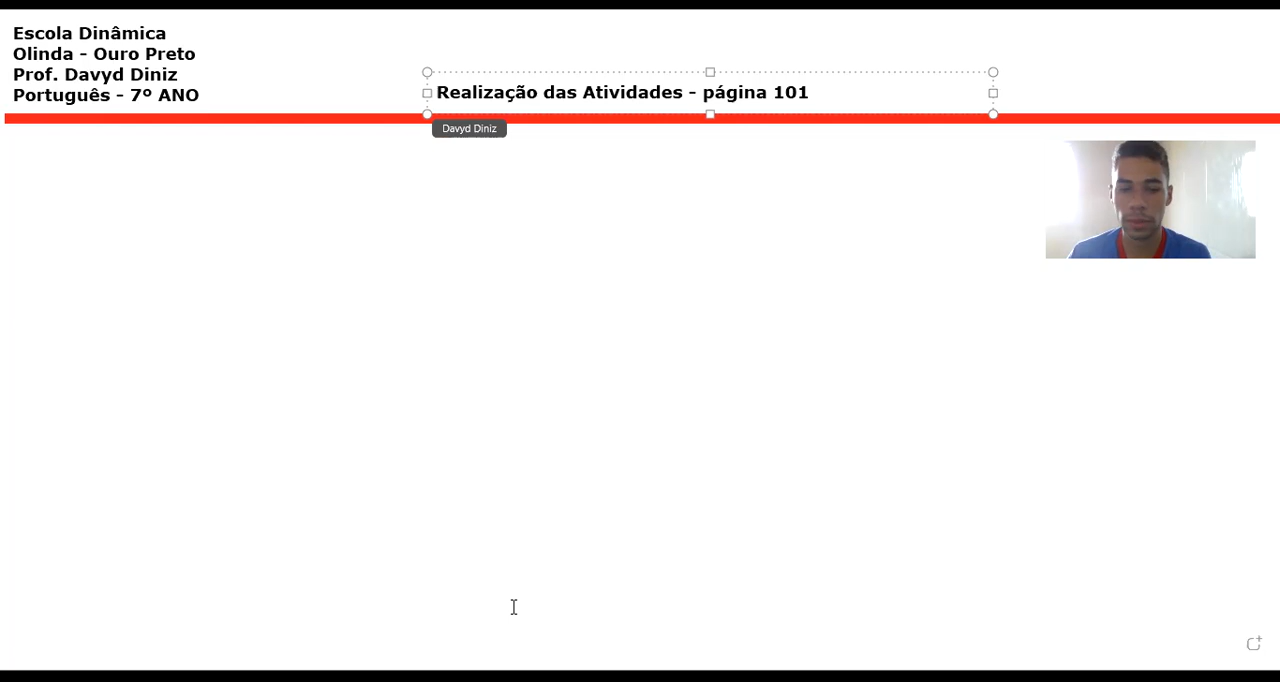 Escola Dinâmica
Olinda - Ouro Preto
Prof. Davyd Diniz
Português - 7º ANO
Realização das Atividades - página 101
Davyd Diniz